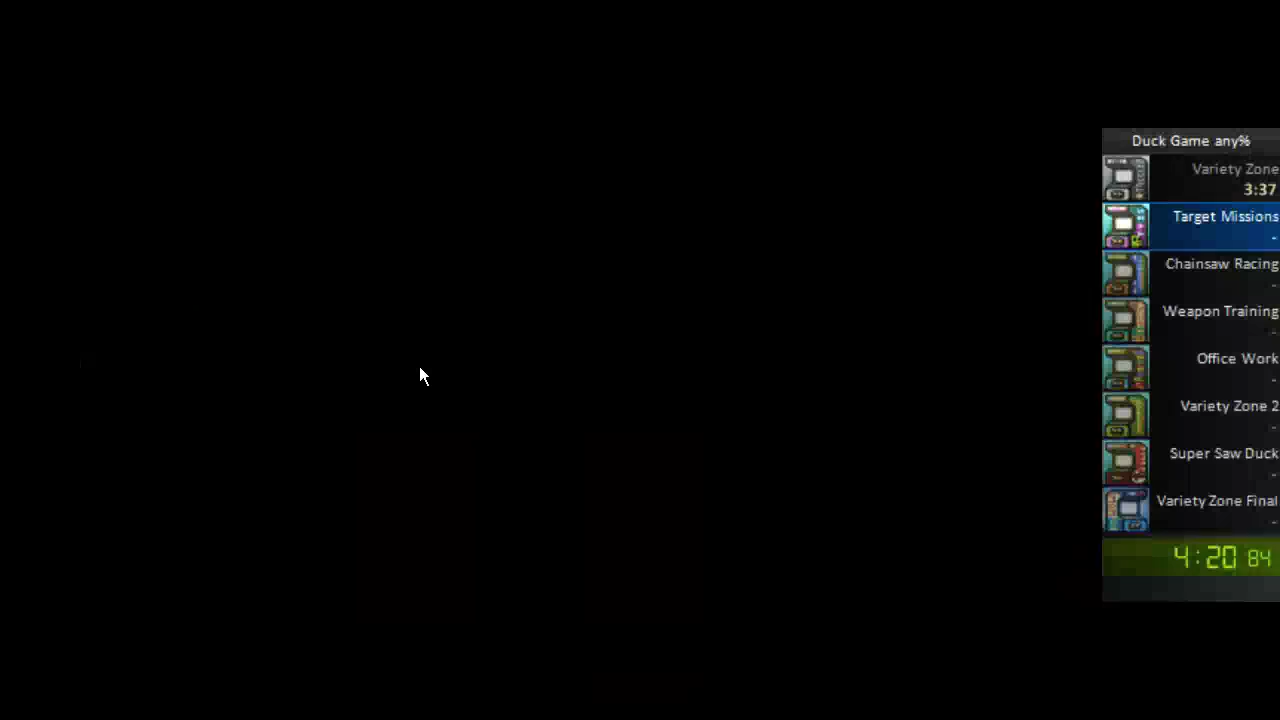 Duck Game any%
Variety Zone
3:37
Target Missions
-
Chainsaw Racing
-
Weapon Training
-
Office Work
-
Variety Zone 2
-
Super Saw Duck
-
Variety Zone Final
-
4:20 84